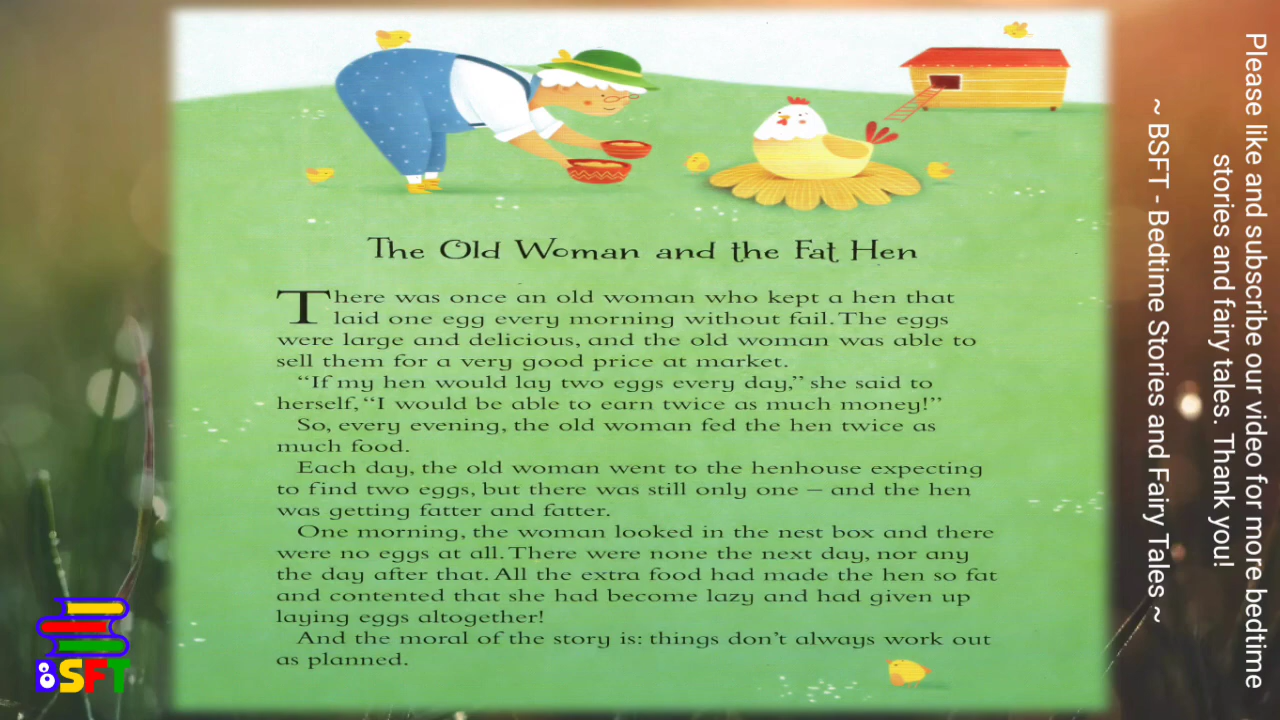 The Old Woman and the Fat Hen
There was once an old woman who kept a hen that
laid one egg every morning without fail. The eggs
were large and delicious, and the old woman was able to
sell them for a very good price at market.
“If my hen would lay two eggs every day,” she said to
herself, “I would be able to earn twice as much money!”
So, every evening, the old woman fed the hen twice as
much food.
Each day, the old woman went to the henhouse expecting
to find two eggs, but there was still only one – and the hen
was getting fatter and fatter.
One morning, the woman looked in the nest box and there
were no eggs at all. There were none the next day, nor any
the day after that. All the extra food had made the hen so fat
and contented that she had become lazy and had given up
laying eggs altogether!
And the moral of the story is: things don’t always work out
as planned.
Please like and subscribe our video for more bedtime
stories and fairy tales. Thank you!
~ BSFT - Bedtime Stories and Fairy Tales ~
BSFT